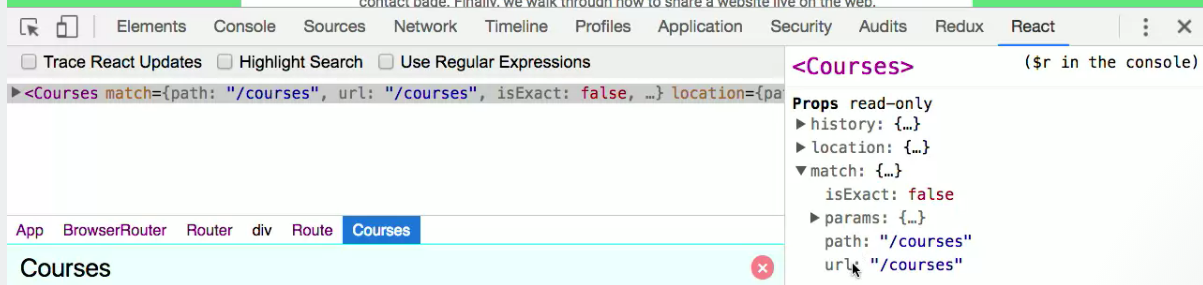 contact page. Finally, we walk through how to share a website live on the web.
Elements Console Sources Network Timeline Profiles Application Security Audits Redux React
Trace React Updates Highlight Search Use Regular Expressions
<Courses match={path: "/courses", url: "/courses", isExact: false, …} location={pa
App BrowserRouter Router div Route Courses
Courses
<Courses> ($r in the console)
Props read-only
history: {…}
location: {…}
match: {…}
isExact: false
params: {…}
path: "/courses"
url: "/courses"